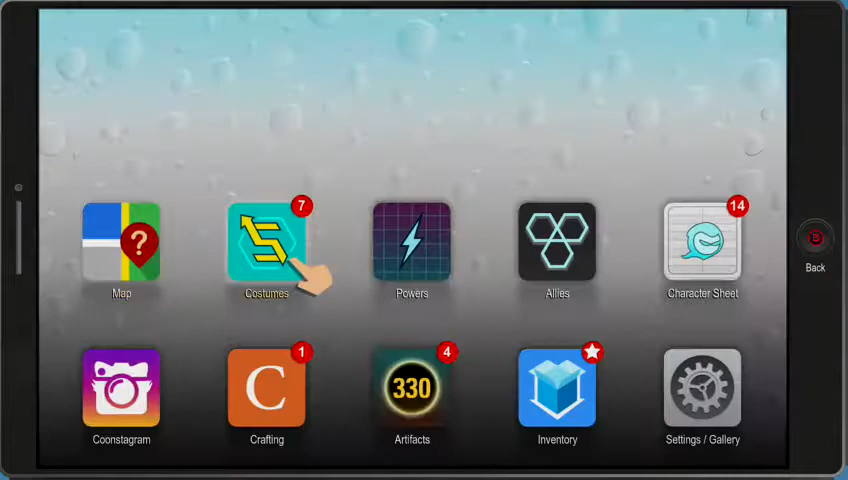 7
14
?
Map
Costumes
Powers
Allies
Character Sheet
B
Back
1
4
C
330
Coonstagram
Crafting
Artifacts
Inventory
Settings / Gallery